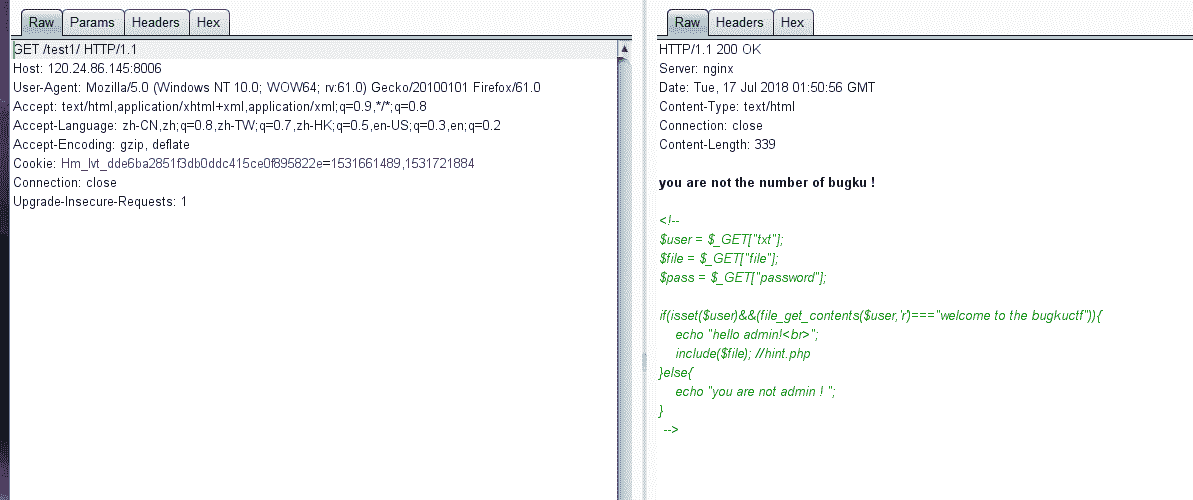 Raw Params Headers Hex
GET /test1/ HTTP/1.1
Host: 120.24.86.145:8006
User-Agent: Mozilla/5.0 (Windows NT 10.0; WOW64; rv:61.0) Gecko/20100101 Firefox/61.0
Accept: text/html,application/xhtml+xml,application/xml;q=0.9,*/*;q=0.8
Accept-Language: zh-CN,zh;q=0.8,zh-TW;q=0.7,zh-HK;q=0.5,en-US;q=0.3,en;q=0.2
Accept-Encoding: gzip, deflate
Cookie: Hm_lvt_dde6ba2851f3db0ddc415ce0f895822e=1531661489,1531721884
Connection: close
Upgrade-Insecure-Requests: 1
Raw Headers Hex
HTTP/1.1 200 OK
Server: nginx
Date: Tue, 17 Jul 2018 01:50:56 GMT
Content-Type: text/html
Connection: close
Content-Length: 339
you are not the number of bugku !
<!--
$user = $_GET["txt"];
$file = $_GET["file"];
$pass = $_GET["password"];
if(isset($user)&&(file_get_contents($user,'r')==="welcome to the bugkuctf")){
echo "hello admin!<br>";
include($file); //hint.php
}else{
echo "you are not admin ! ";
}
-->